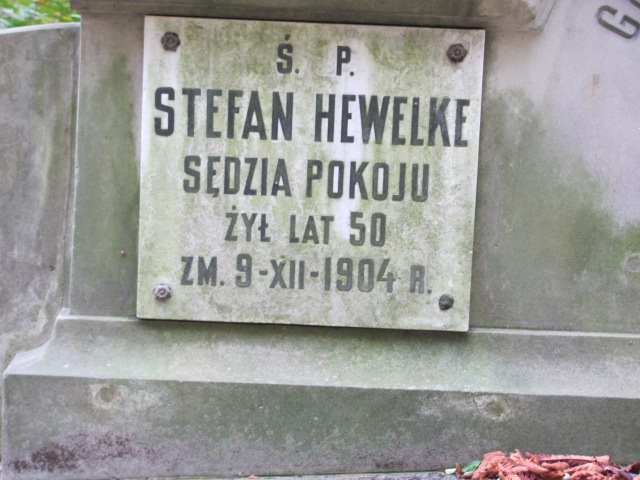 Ś. P.
STEFAN HEWELKE
SĘDZIA POKOJU
ŻYŁ LAT 50
ZM. 9-XII-1904 R.